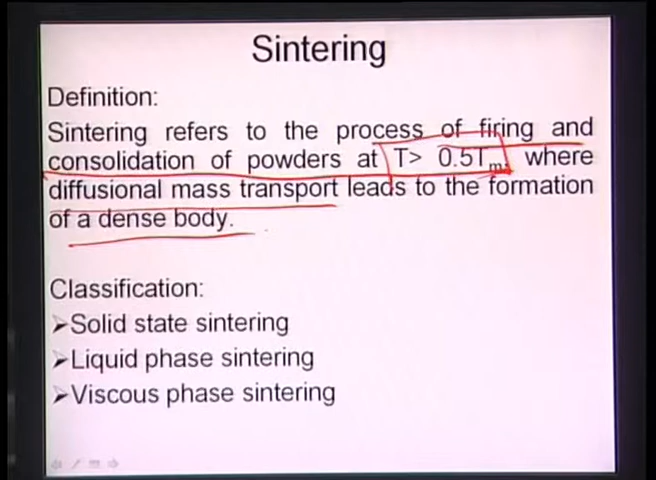 Sintering
Definition:
Sintering refers to the process of firing and
consolidation of powders at T> 0.5Tm, where
diffusional mass transport leads to the formation
of a dense body.
Classification:
➢Solid state sintering
➢Liquid phase sintering
➢Viscous phase sintering